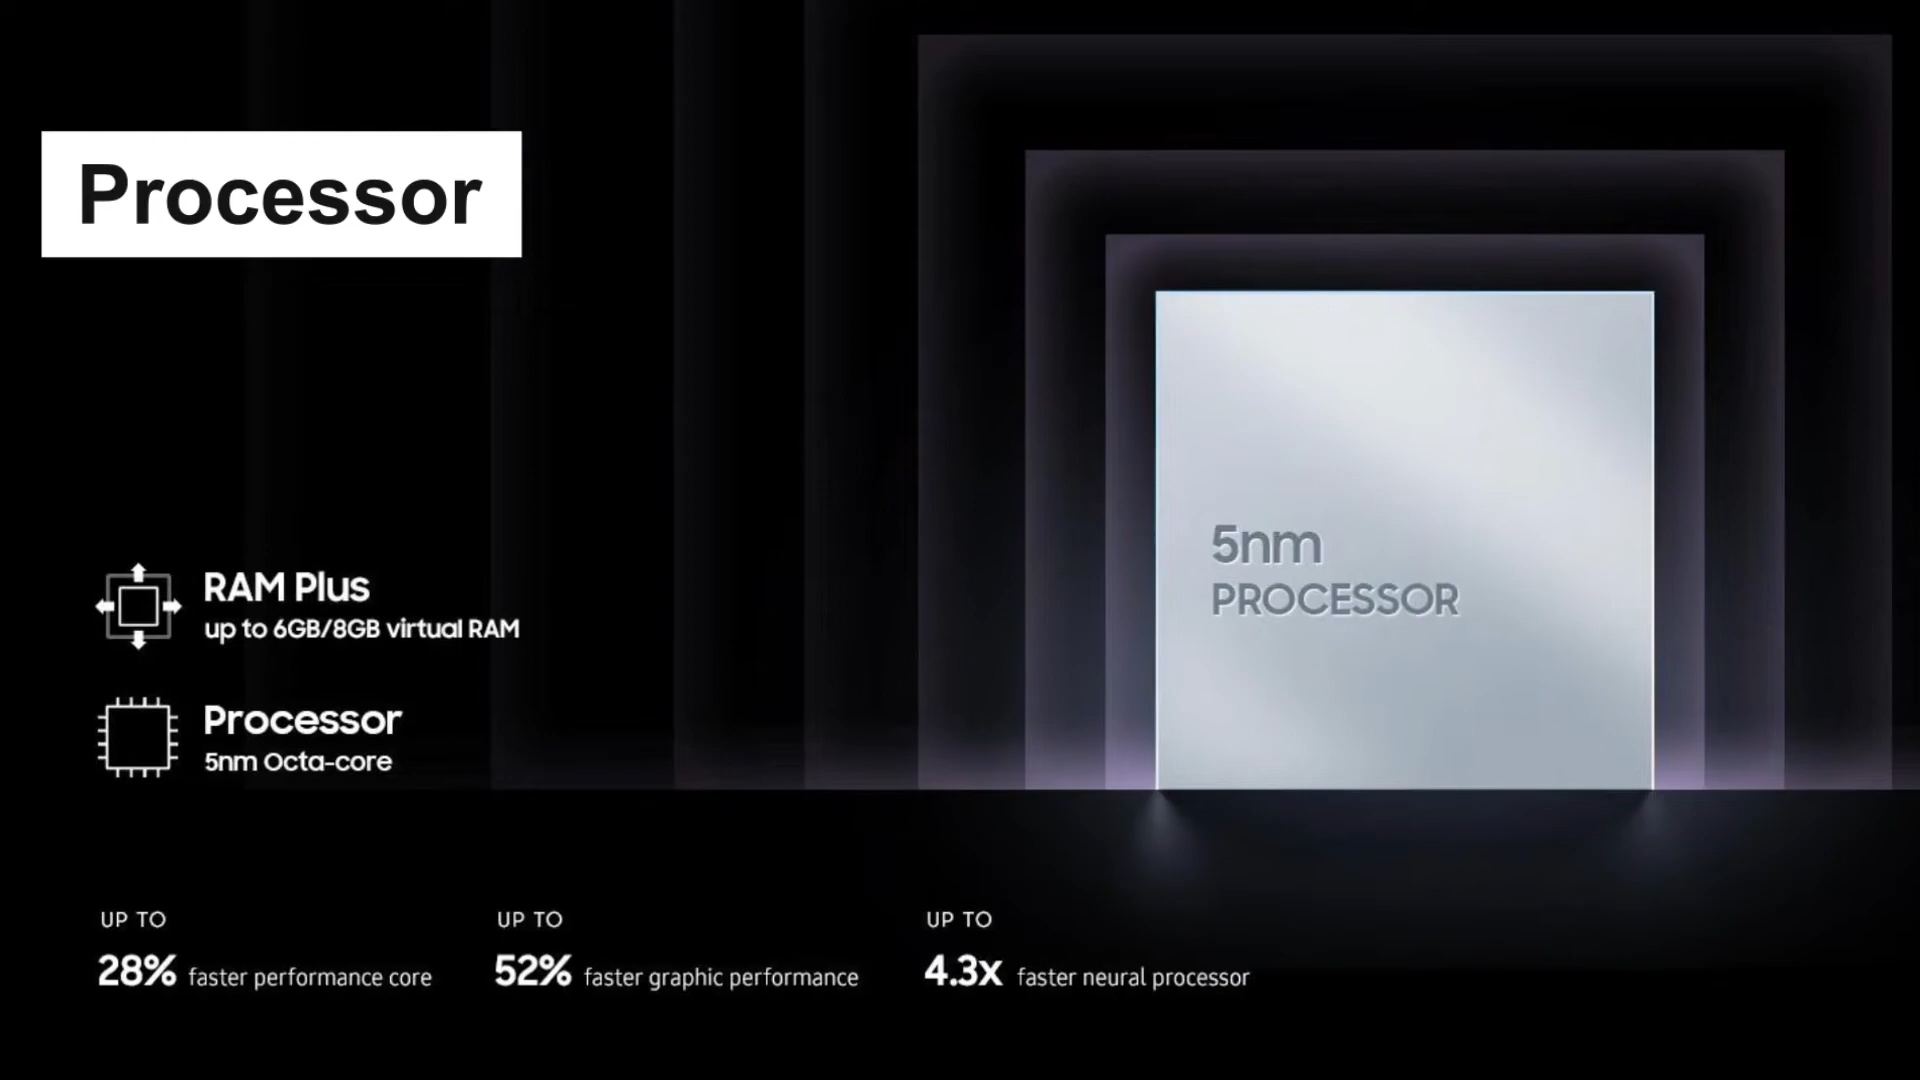 Processor
5nm
PROCESSOR
RAM Plus
up to 6GB/8GB virtual RAM
Processor
5nm Octa-core
UP TO
28% faster performance core
UP TO
52% faster graphic performance
UP TO
4.3x faster neural processor